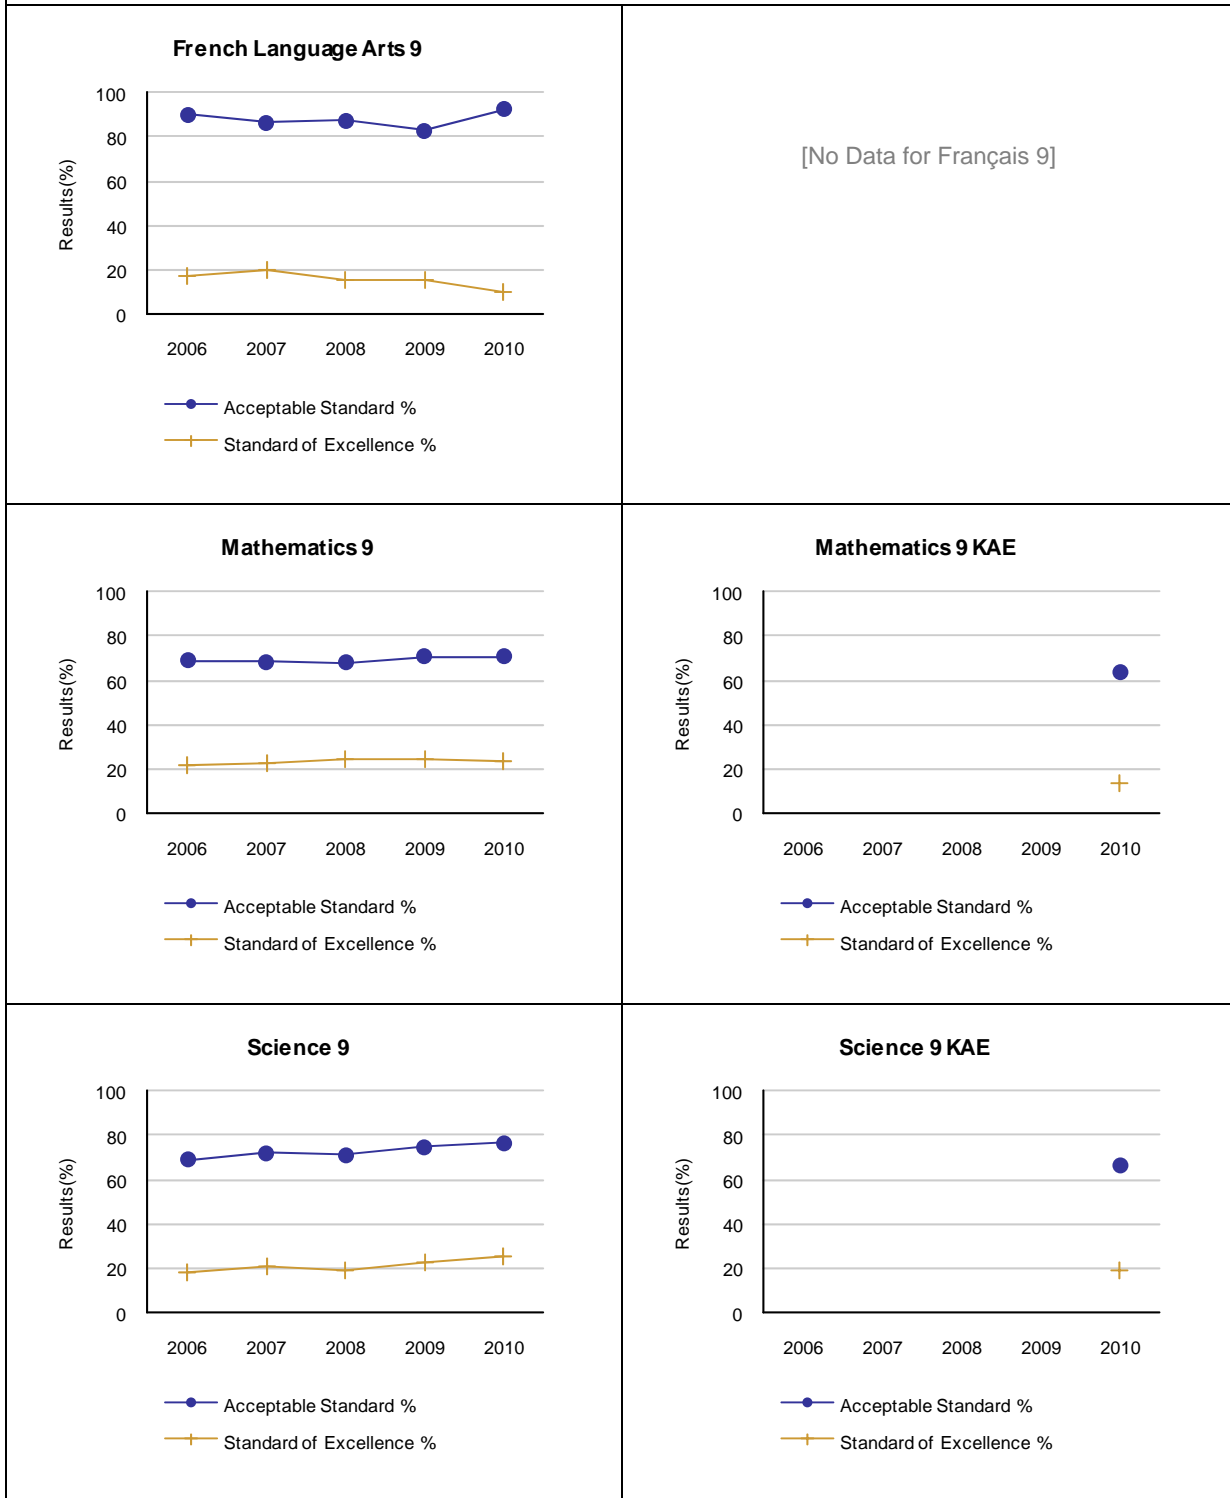 French Language Arts 9
100
80
60
40
20
0
Results(%)
2006 2007 2008 2009 2010
Acceptable Standard %
Standard of Excellence %
[No Data for Français 9]
Mathematics 9
100
80
60
40
20
0
Results(%)
2006 2007 2008 2009 2010
Acceptable Standard %
Standard of Excellence %
Mathematics 9 KAE
100
80
60
40
20
0
Results(%)
2006 2007 2008 2009 2010
Acceptable Standard %
Standard of Excellence %
Science 9
100
80
60
40
20
0
Results(%)
2006 2007 2008 2009 2010
Acceptable Standard %
Standard of Excellence %
Science 9 KAE
100
80
60
40
20
0
Results(%)
2006 2007 2008 2009 2010
Acceptable Standard %
Standard of Excellence %